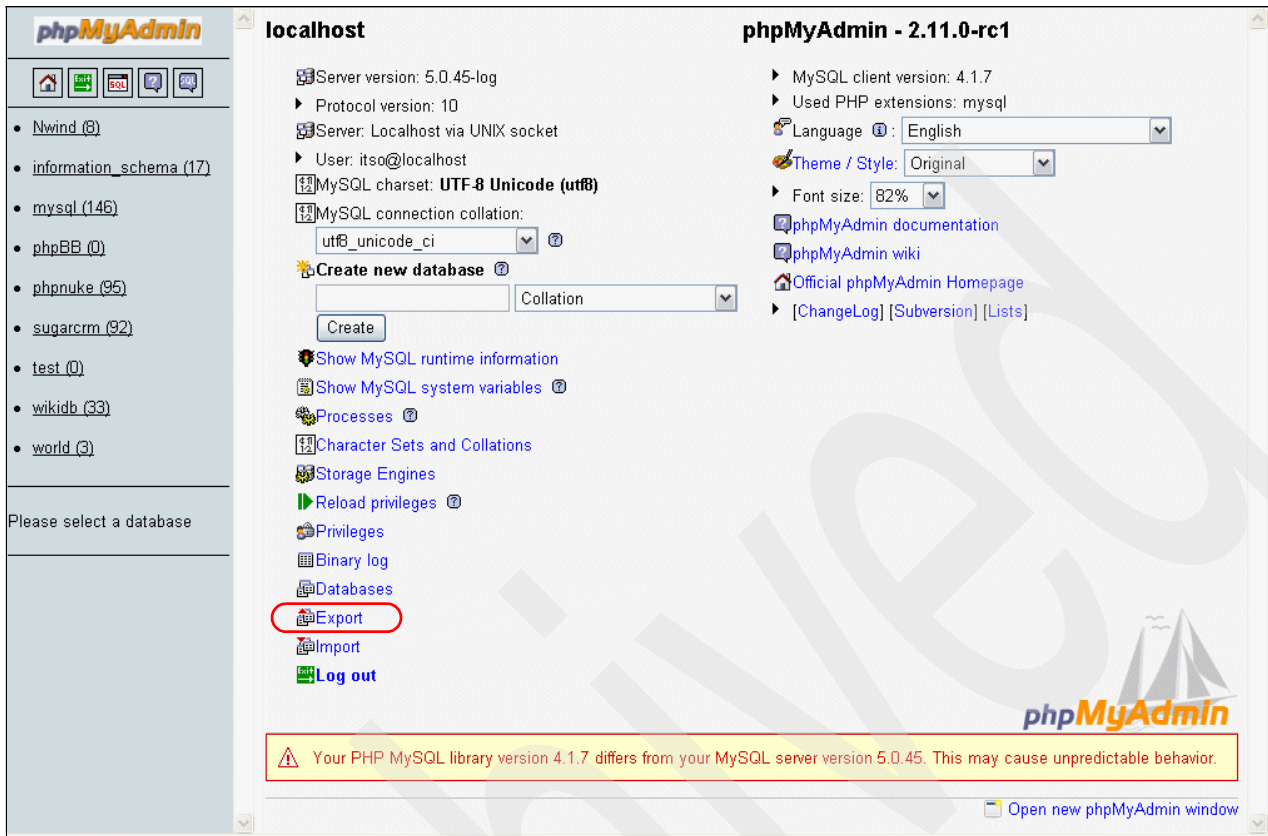 phpMyAdmin
Exit
SQL
?
SQL
Nwind (8)
information_schema (17)
mysql (146)
phpBB (0)
phpnuke (95)
sugarcrm (92)
test (0)
wikidb (33)
world (3)
Please select a database
localhost
Server version: 5.0.45-log
Protocol version: 10
Server: Localhost via UNIX socket
User: itso@localhost
MySQL charset: UTF-8 Unicode (utf8)
MySQL connection collation:
utf8_unicode_ci ?
Create new database ?
Collation
Create
Show MySQL runtime information
Show MySQL system variables ?
Processes ?
Character Sets and Collations
Storage Engines
Reload privileges ?
Privileges
Binary log
Databases
Export
Import
Exit Log out
phpMyAdmin - 2.11.0-rc1
MySQL client version: 4.1.7
Used PHP extensions: mysql
Language i : English
Theme / Style: Original
Font size: 82%
phpMyAdmin documentation
phpMyAdmin wiki
Official phpMyAdmin Homepage
[ChangeLog] [Subversion] [Lists]
phpMyAdmin
Your PHP MySQL library version 4.1.7 differs from your MySQL server version 5.0.45. This may cause unpredictable behavior.
Open new phpMyAdmin window